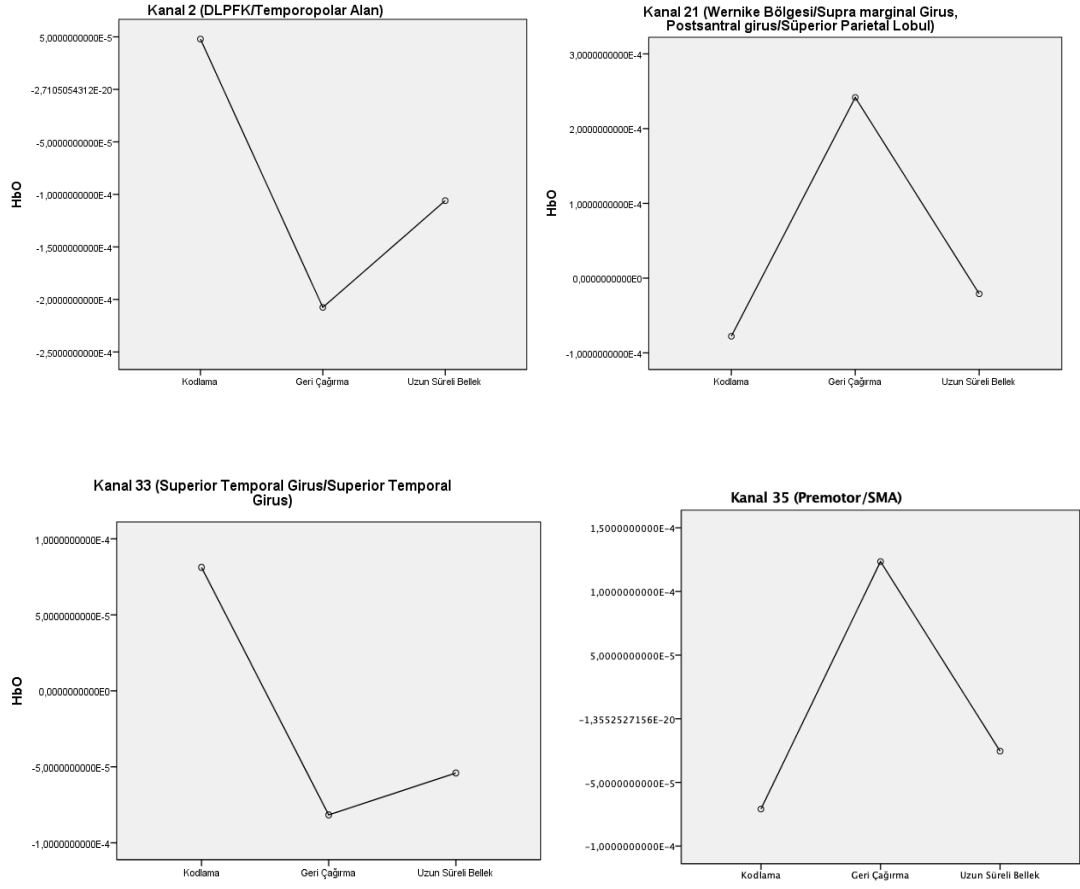 Kanal 2 (DLPFK/Temporopolar Alan)
5,0000000000E-5
-2,7105054312E-20
-5,0000000000E-5
-1,0000000000E-4
-1,5000000000E-4
-2,0000000000E-4
-2,5000000000E-4
HbO
Kodlama
Geri Çağırma
Uzun Süreli Bellek
Kanal 21 (Wernike Bölgesi/Supra marginal Girus,
Postsantral girus/Süperior Parietal Lobul)
3,0000000000E-4
2,0000000000E-4
1,0000000000E-4
0,0000000000E0
-1,0000000000E-4
HbO
Kodlama
Geri Çağırma
Uzun Süreli Bellek
Kanal 33 (Superior Temporal Girus/Superior Temporal
Girus)
1,0000000000E-4
5,0000000000E-5
0,0000000000E0
-5,0000000000E-5
-1,0000000000E-4
HbO
Kodlama
Geri Çağırma
Uzun Süreli Bellek
Kanal 35 (Premotor/SMA)
1,5000000000E-4
1,0000000000E-4
5,0000000000E-5
-1,3552527156E-20
-5,0000000000E-5
-1,0000000000E-4
Kodlama
Geri Çağırma
Uzun Süreli Bellek